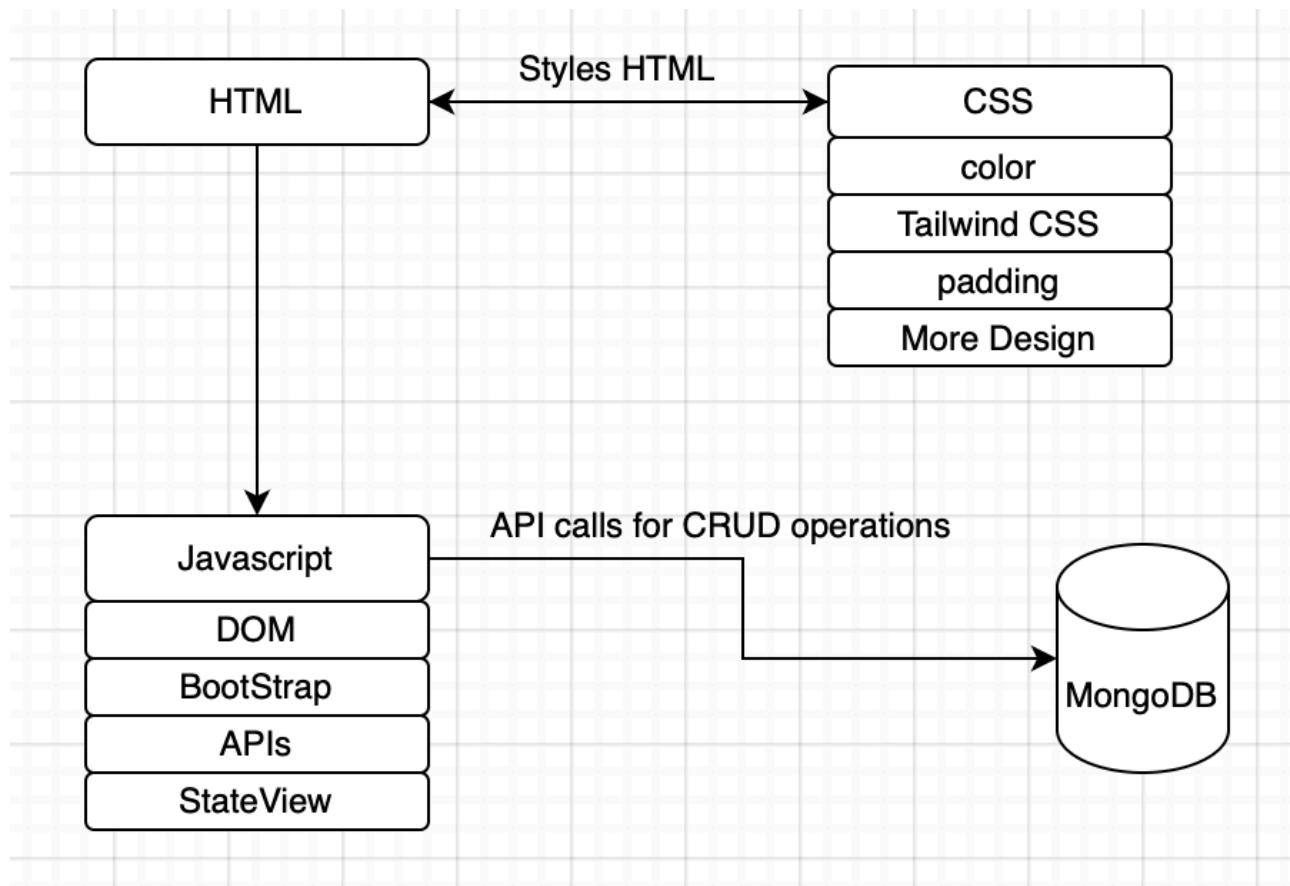 HTML
Styles HTML
CSS
color
Tailwind CSS
padding
More Design
Javascript
DOM
BootStrap
APIs
StateView
API calls for CRUD operations
MongoDB